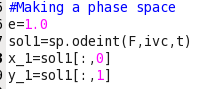 #Making a phase space
e=1.0
sol1=sp.odeint(F,ivc,t)
x_1=sol1[:,0]
y_1=sol1[:,1]